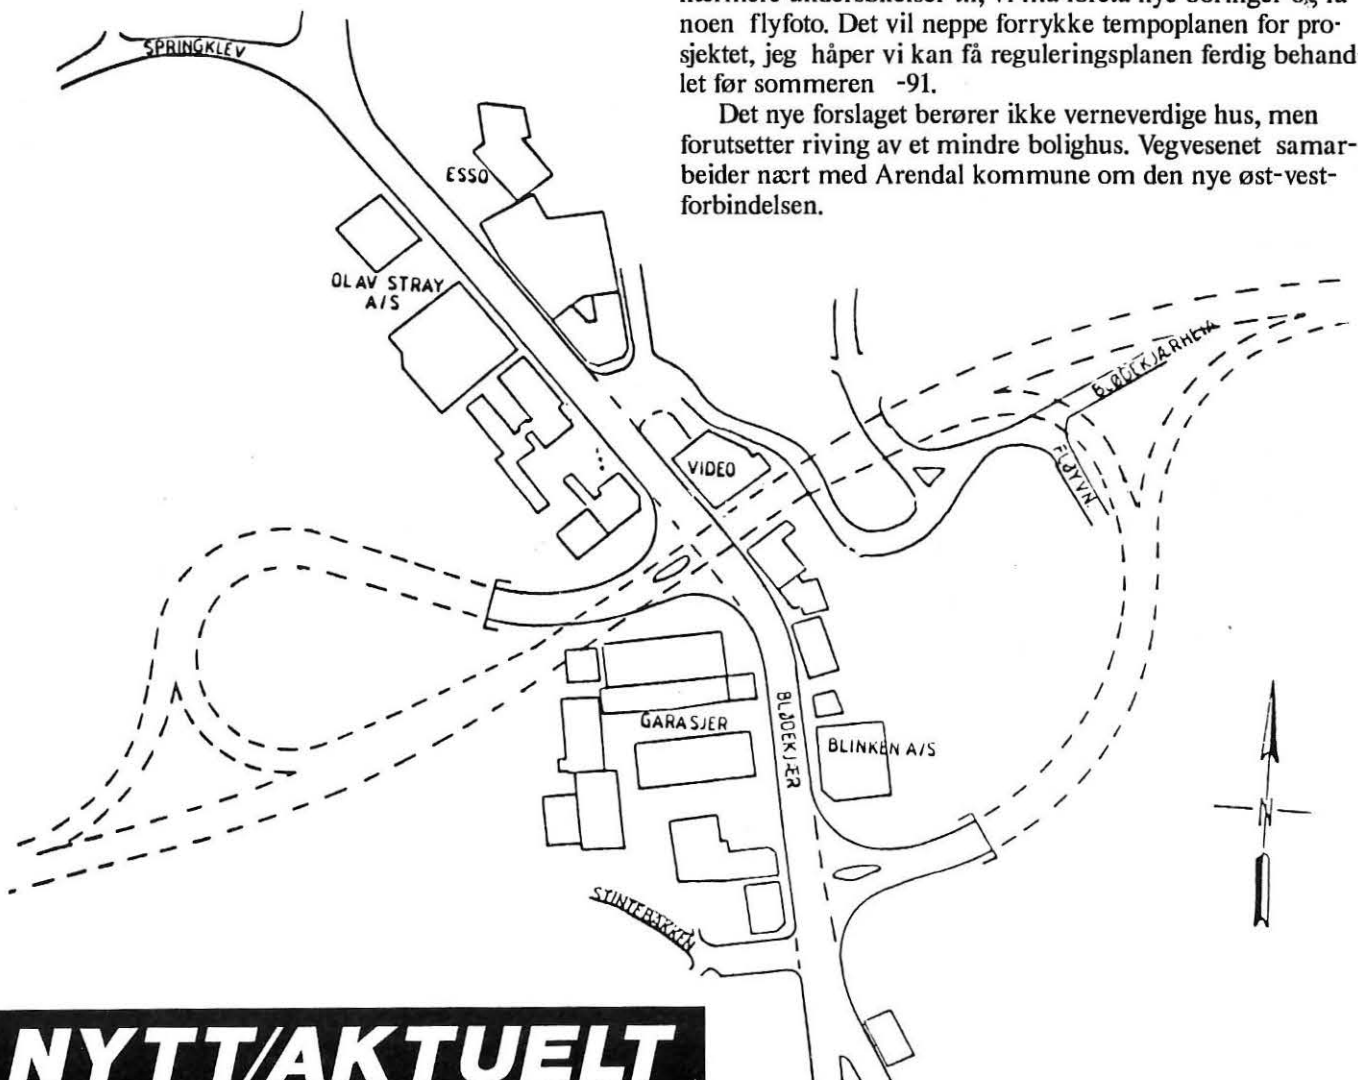 noen flyfoto. Det vil neppe forrykke tempoplanen for pro-
sjektet, jeg håper vi kan få reguleringsplanen ferdig behand
let før sommeren -91.
Det nye forslaget berører ikke verneverdige hus, men
forutsetter riving av et mindre bolighus. Vegvesenet samar-
beider nært med Arendal kommune om den nye øst-vest-
forbindelsen.
SPRINGKLEV
ESSO
OLAV STRAY
A/S
BLØDEKJÆRHEIA
VIDEO
FLØYVN
GARASJER
BLØDEKJÆR
BLINKEN A/S
N
STINTEBAKKEN
NYTT/AKTUELT